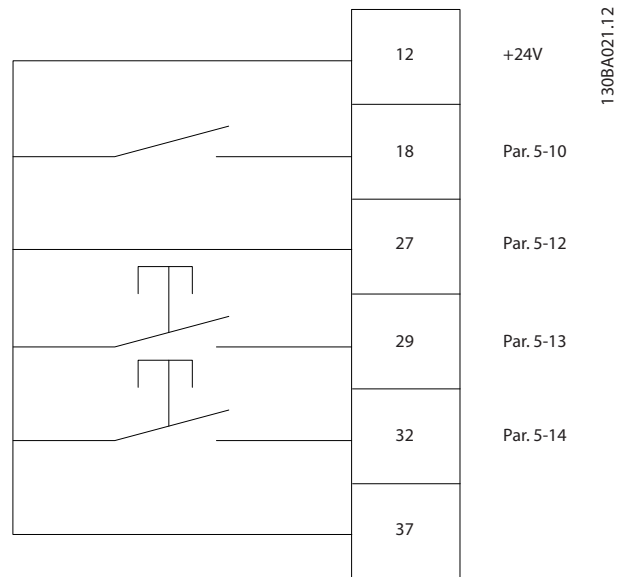 130BA021.12
12 +24V
18 Par. 5-10
27 Par. 5-12
29 Par. 5-13
32 Par. 5-14
37